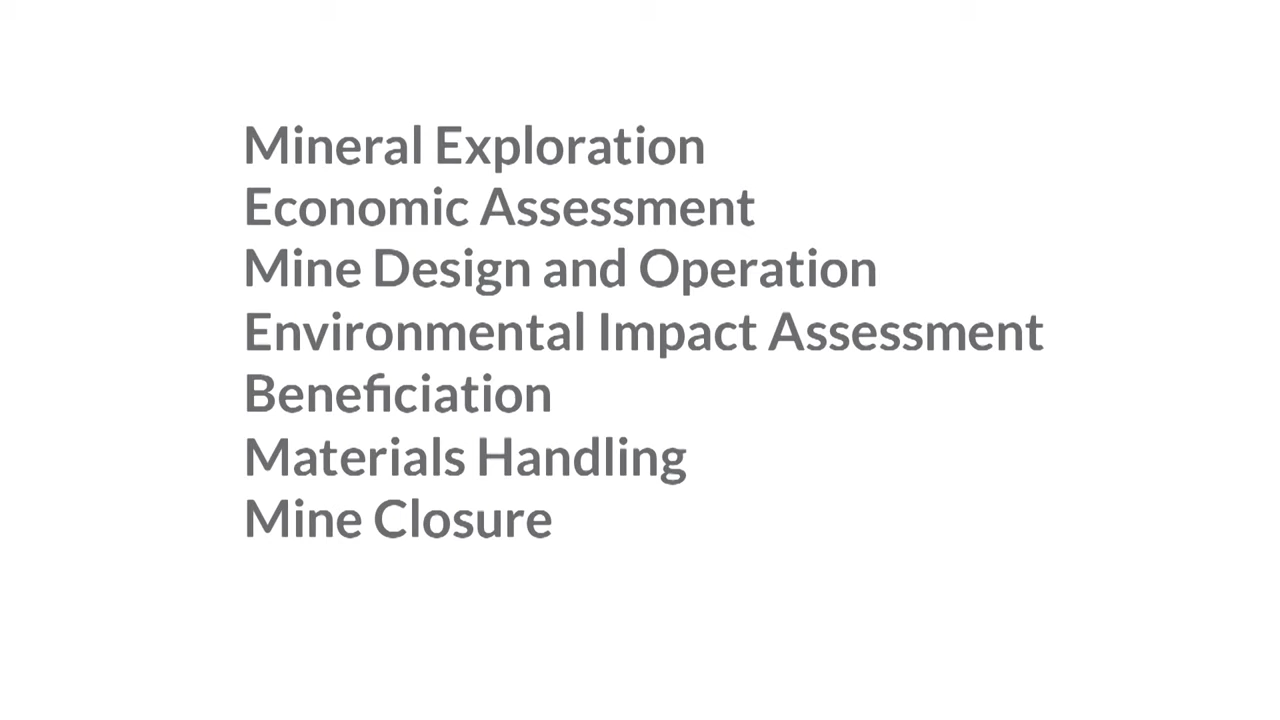 Mineral Exploration
Economic Assessment
Mine Design and Operation
Environmental Impact Assessment
Beneficiation
Materials Handling
Mine Closure